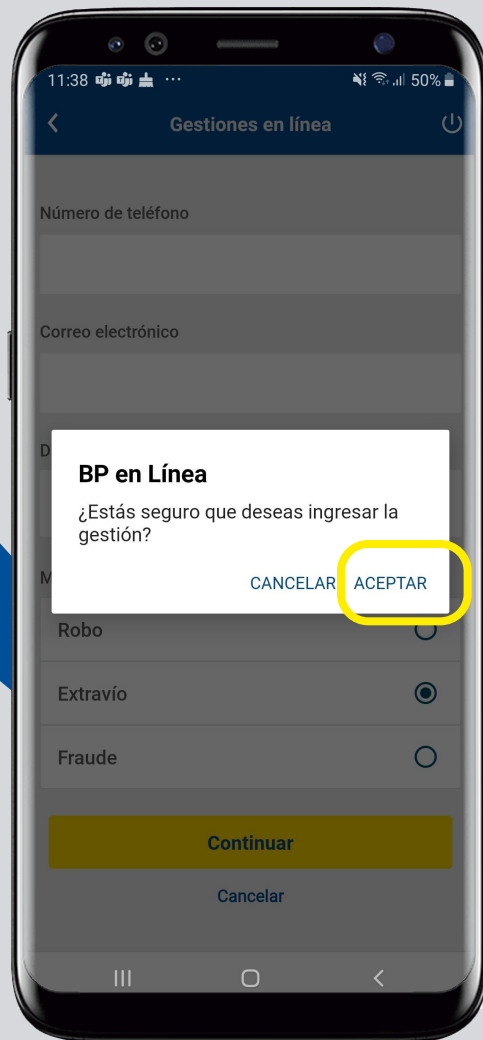 11:38
50%
Gestiones en línea
Número de teléfono
Correo electrónico
D
BP en Línea
¿Estás seguro que deseas ingresar la
gestión?
CANCELAR ACEPTAR
M
Robo
Extravío
Fraude
Continuar
Cancelar